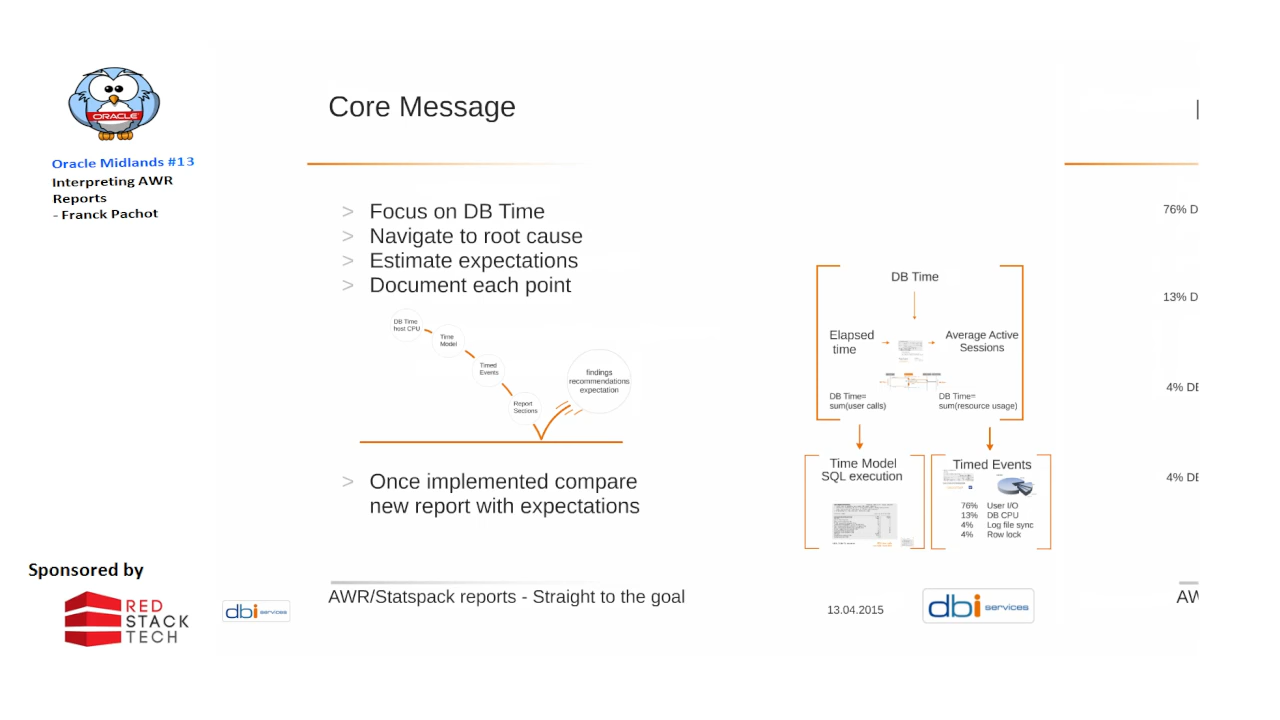 ORACLE
Oracle Midlands #13
Interpreting AWR
Reports
- Franck Pachot
Core Message
> Focus on DB Time
> Navigate to root cause
> Estimate expectations
> Document each point
DB Time
host CPU
Time
Model
Timed
Events
Report
Sections
findings
recommendations
expectation
> Once implemented compare
new report with expectations
DB Time
Elapsed
time
Average Active
Sessions
DB Time=
sum(user calls)
DB Time=
sum(resource usage)
Time Model
SQL execution
Timed Events
76% User I/O
13% DB CPU
4% Log file sync
4% Row lock
76% D
13% D
4% DE
4% DE
Sponsored by
RED
STACK
TECH
dbi services
AWR/Statspack reports - Straight to the goal
13.04.2015
dbi services
AW